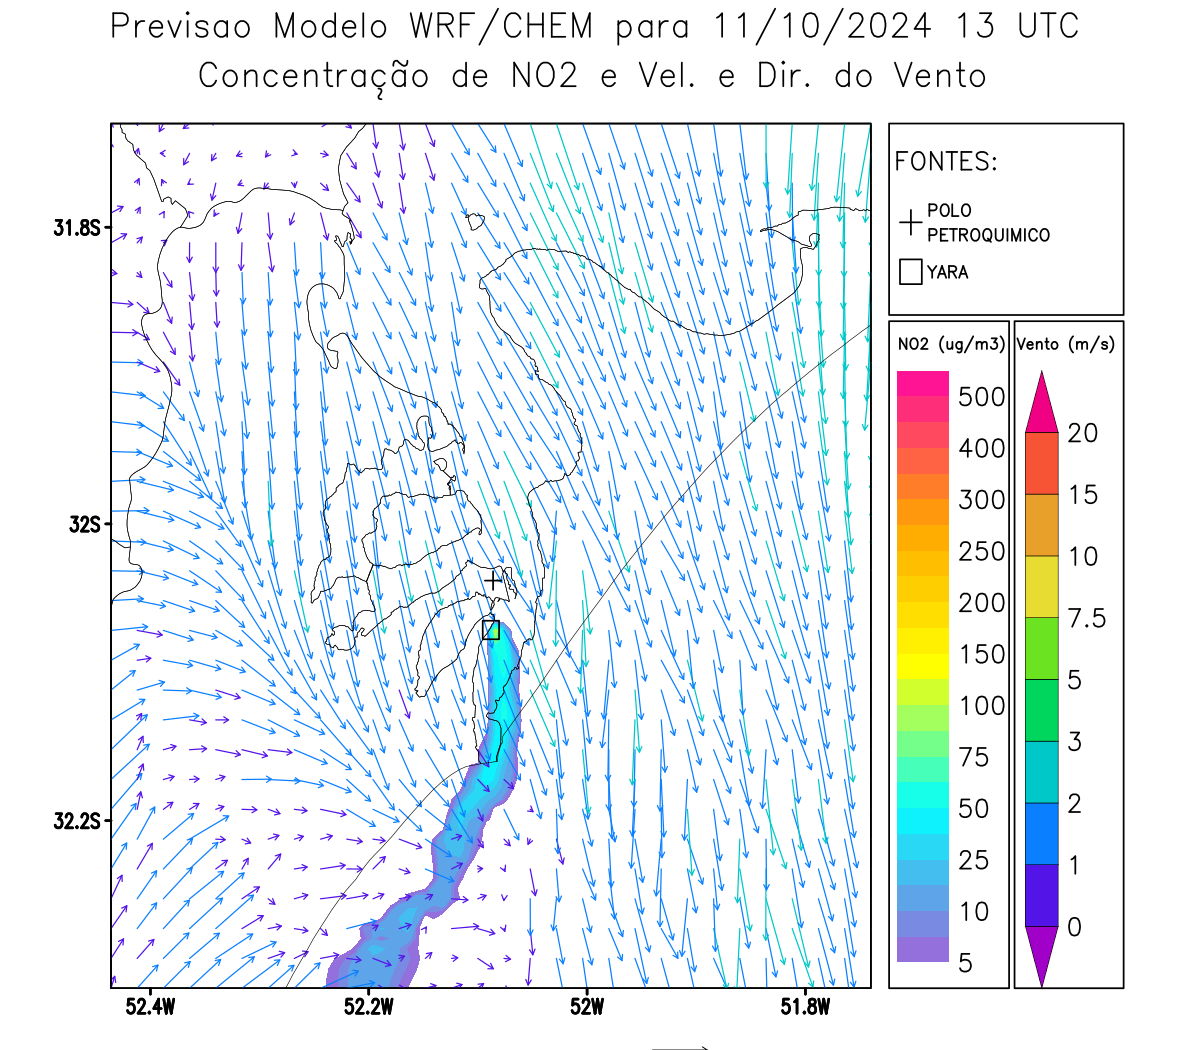 Previsao Modelo WRF/CHEM para 11/10/2024 13 UTC
Concentração de NO2 e Vel. e Dir. do Vento
FONTES:
POLO
PETROQUIMICO
YARA
31.8S
32S
32.2S
52.4W
52.2W
52W
51.8W
NO2 (ug/m3)
500
400
300
250
200
150
100
75
50
25
10
5
Vento (m/s)
20
15
10
7.5
5
3
2
1
0